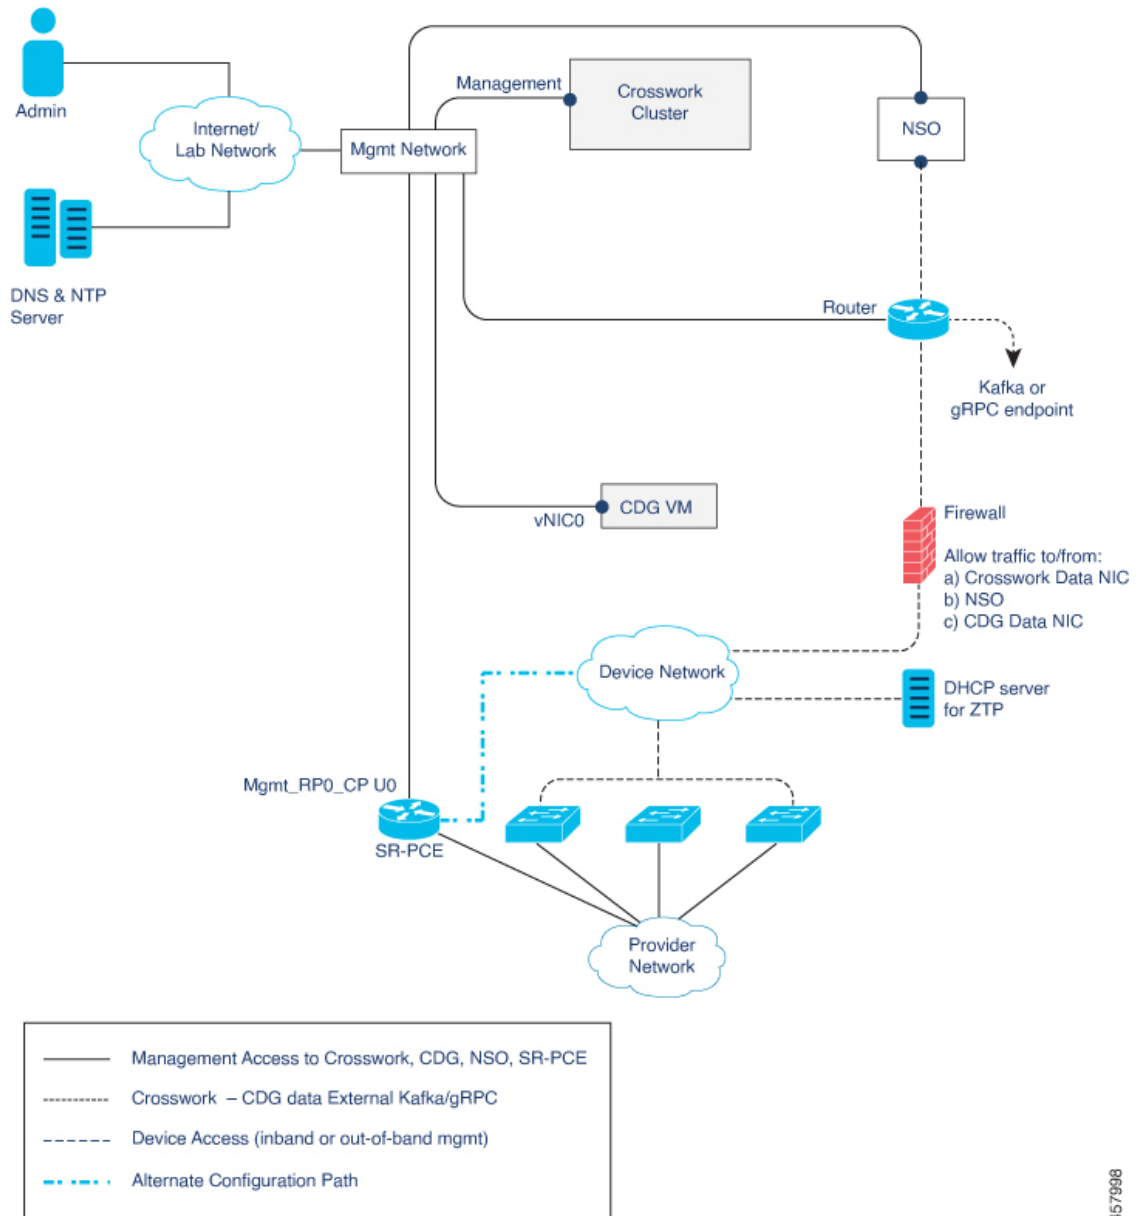 Admin
Internet/
Lab Network
DNS & NTP
Server
Mgmt Network
Management
Crosswork
Cluster
NSO
Router
Kafka or
gRPC endpoint
vNIC0
CDG VM
Firewall
Allow traffic to/from:
a) Crosswork Data NIC
b) NSO
c) CDG Data NIC
Device Network
DHCP server
for ZTP
Mgmt_RP0_CP U0
SR-PCE
Provider
Network
Management Access to Crosswork, CDG, NSO, SR-PCE
Crosswork – CDG data External Kafka/gRPC
Device Access (inband or out-of-band mgmt)
Alternate Configuration Path